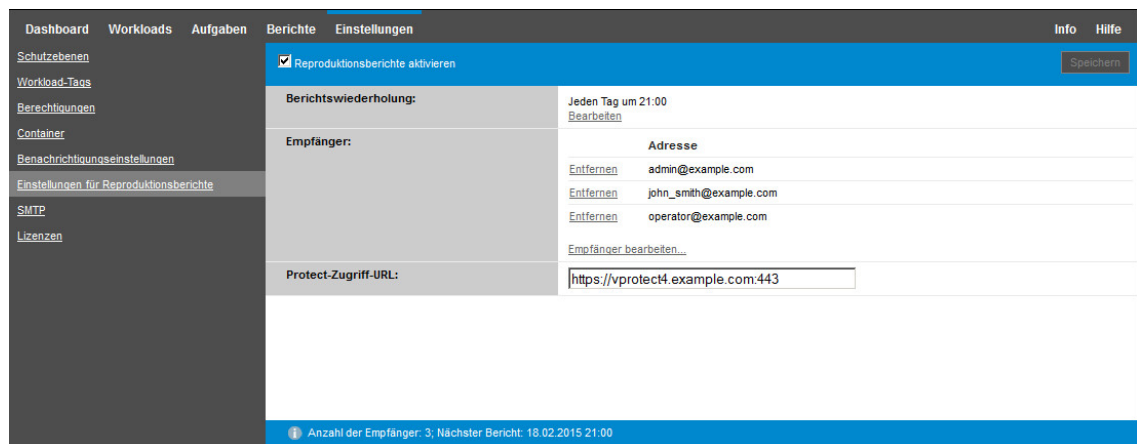 Dashboard Workloads Aufgaben Berichte Einstellungen Info Hilfe
Schutzebenen
Workload-Tags
Berechtigungen
Container
Benachrichtigungseinstellungen
Einstellungen für Reproduktionsberichte
SMTP
Lizenzen
Reproduktionsberichte aktivieren
Speichern
Berichtswiederholung:
Jeden Tag um 21:00
Bearbeiten
Empfänger:
Adresse
Entfernen admin@example.com
Entfernen john_smith@example.com
Entfernen operator@example.com
Empfänger bearbeiten...
Protect-Zugriff-URL:
https://vprotect4.example.com:443
Anzahl der Empfänger: 3; Nächster Bericht: 18.02.2015 21:00